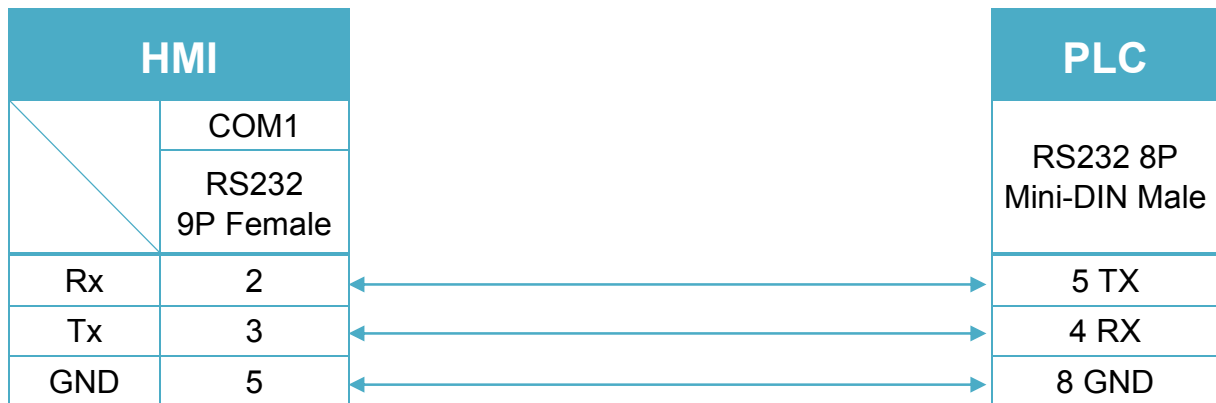 HMI
PLC
COM1
RS232
9P Female
RS232 8P
Mini-DIN Male
Rx 2 5 TX
Tx 3 4 RX
GND 5 8 GND